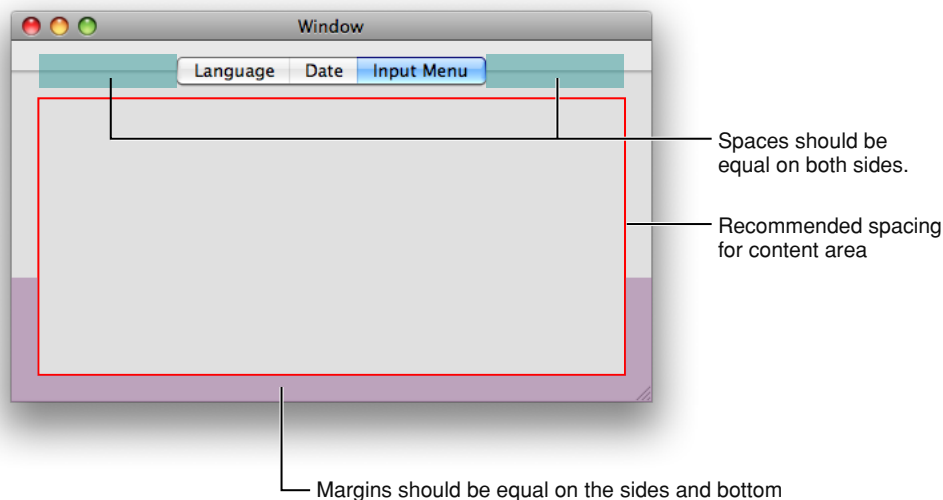 Window
Language Date Input Menu
Spaces should be
equal on both sides.
Recommended spacing
for content area
Margins should be equal on the sides and bottom